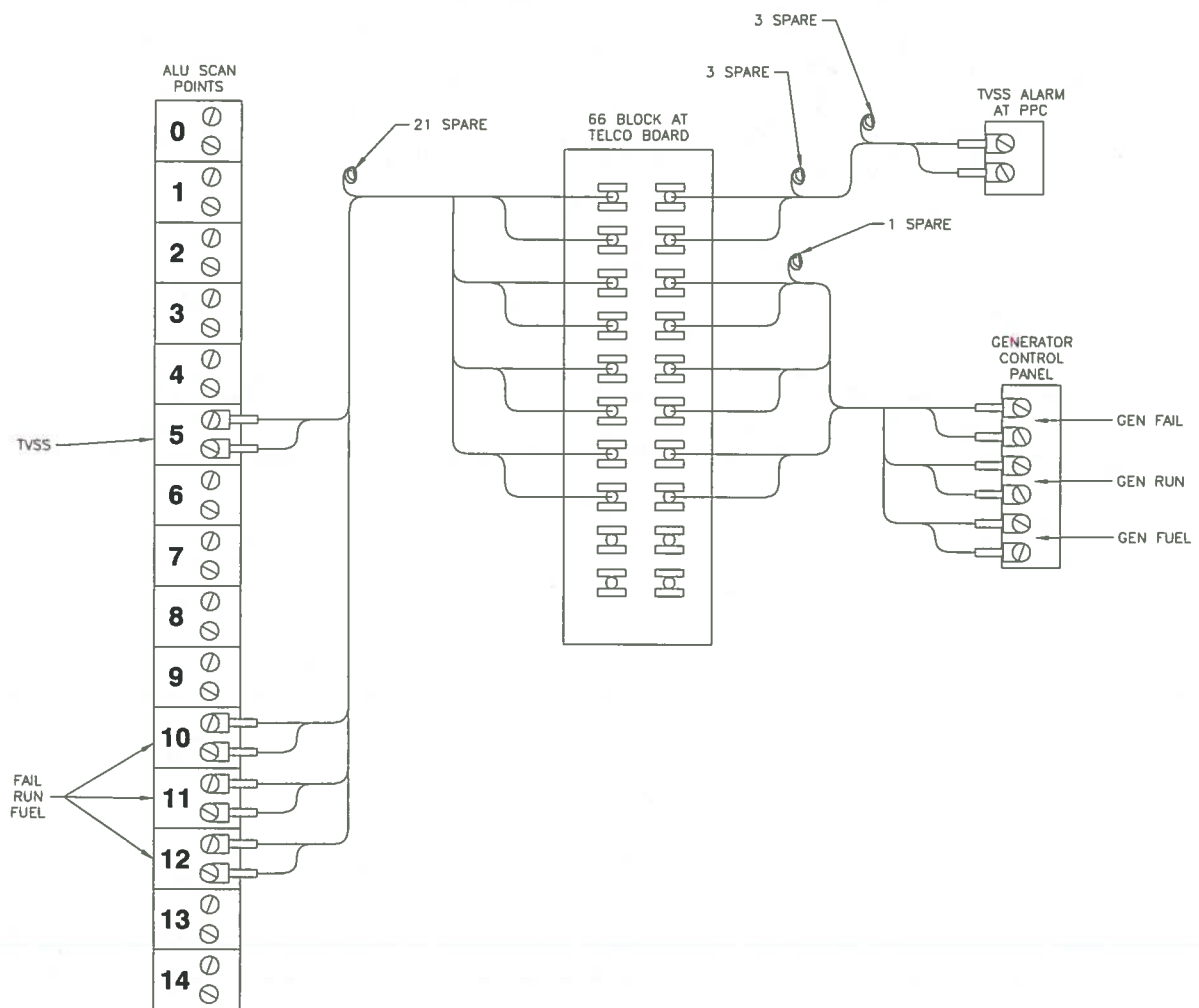 3 SPARE
3 SPARE
ALU SCAN
POINTS
21 SPARE
66 BLOCK AT
TELCO BOARD
TVSS ALARM
AT PPC
1 SPARE
0
1
2
3
4
5
6
7
8
9
10
11
12
13
14
TVSS
GENERATOR
CONTROL
PANEL
GEN FAIL
GEN RUN
GEN FUEL
FAIL
RUN
FUEL